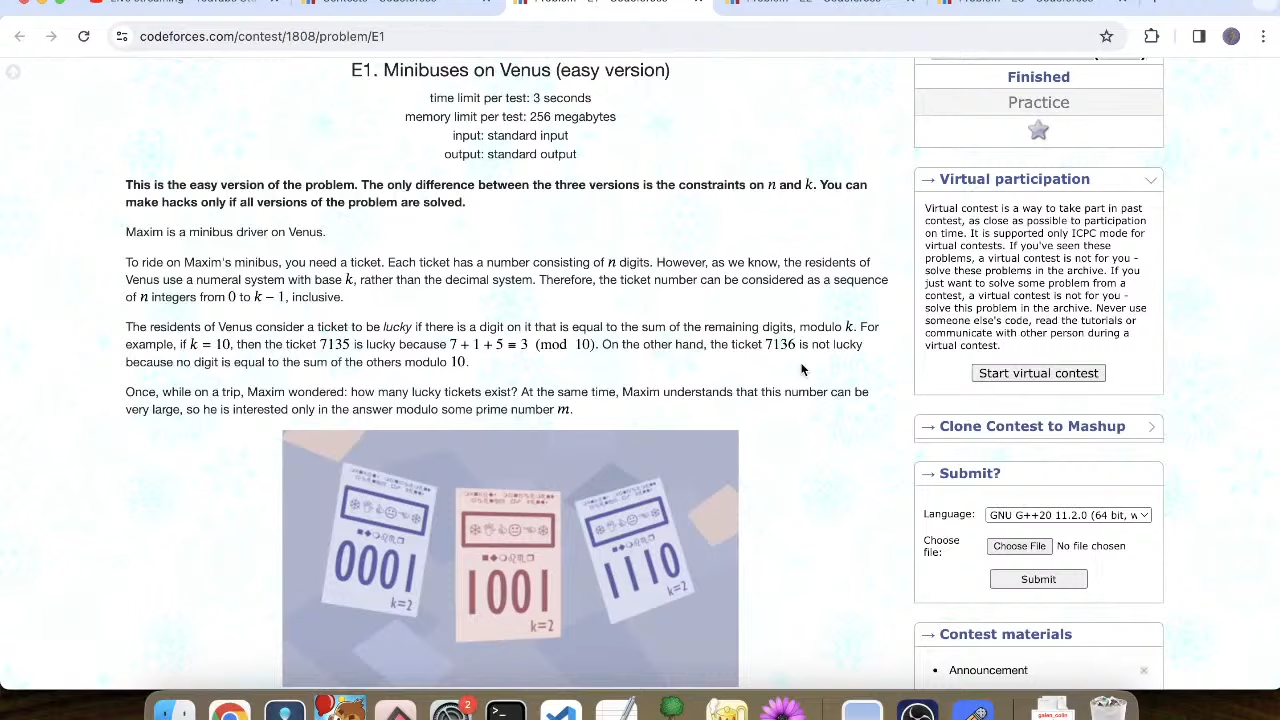 codeforces.com/contest/1808/problem/E1
E1. Minibuses on Venus (easy version)
time limit per test: 3 seconds
memory limit per test: 256 megabytes
input: standard input
output: standard output
This is the easy version of the problem. The only difference between the three versions is the constraints on n and k. You can
make hacks only if all versions of the problem are solved.
Maxim is a minibus driver on Venus.
To ride on Maxim's minibus, you need a ticket. Each ticket has a number consisting of n digits. However, as we know, the residents of
Venus use a numeral system with base k, rather than the decimal system. Therefore, the ticket number can be considered as a sequence
of n integers from 0 to k − 1, inclusive.
The residents of Venus consider a ticket to be lucky if there is a digit on it that is equal to the sum of the remaining digits, modulo k. For
example, if k = 10, then the ticket 7135 is lucky because 7 + 1 + 5 ≡ 3 (mod 10). On the other hand, the ticket 7136 is not lucky
because no digit is equal to the sum of the others modulo 10.
Once, while on a trip, Maxim wondered: how many lucky tickets exist? At the same time, Maxim understands that this number can be
very large, so he is interested only in the answer modulo some prime number m.
0001
k=2
1001
k=2
1110
k=2
Finished
Practice
→ Virtual participation
Virtual contest is a way to take part in past
contest, as close as possible to participation
on time. It is supported only ICPC mode for
virtual contests. If you've seen these
problems, a virtual contest is not for you -
solve these problems in the archive. If you
just want to solve some problem from a
contest, a virtual contest is not for you -
solve this problem in the archive. Never use
someone else's code, read the tutorials or
communicate with other person during a
virtual contest.
Start virtual contest
→ Clone Contest to Mashup
→ Submit?
Language: GNU G++20 11.2.0 (64 bit, w
Choose
file: Choose File No file chosen
Submit
→ Contest materials
Announcement
2